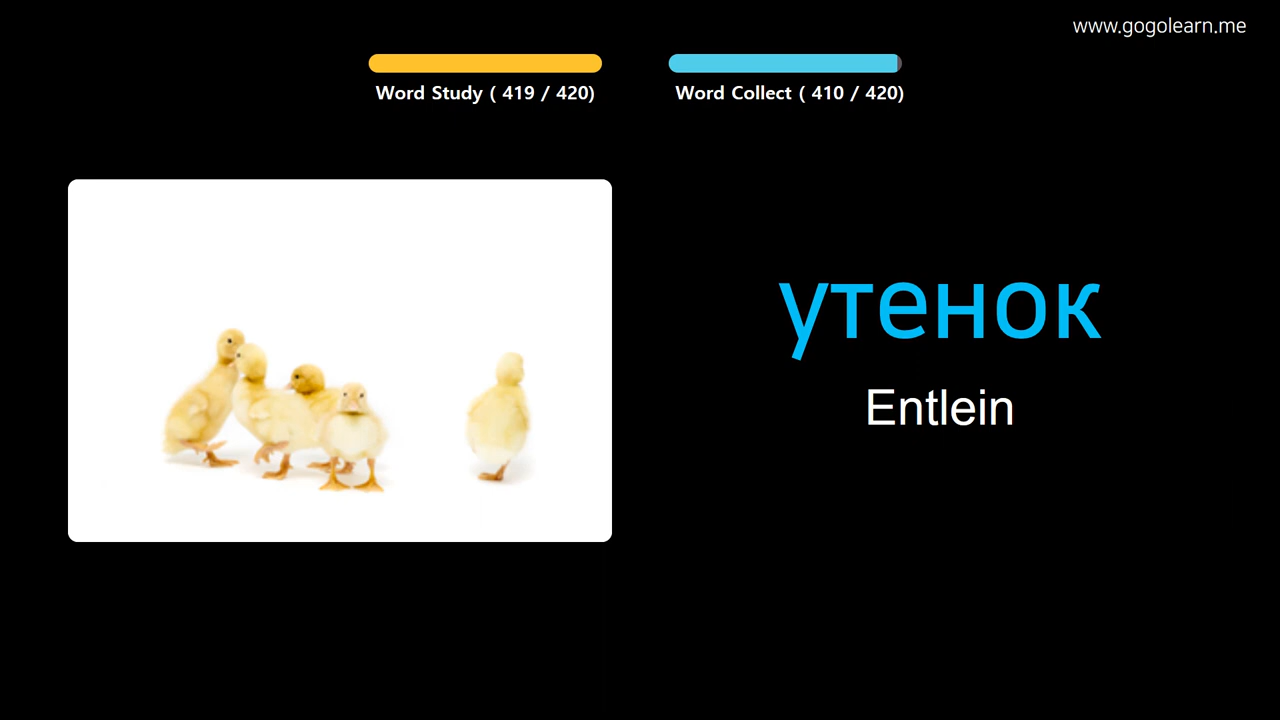 www.gogolearn.me
Word Study ( 419 / 420)
Word Collect ( 410 / 420)
утенок
Entlein